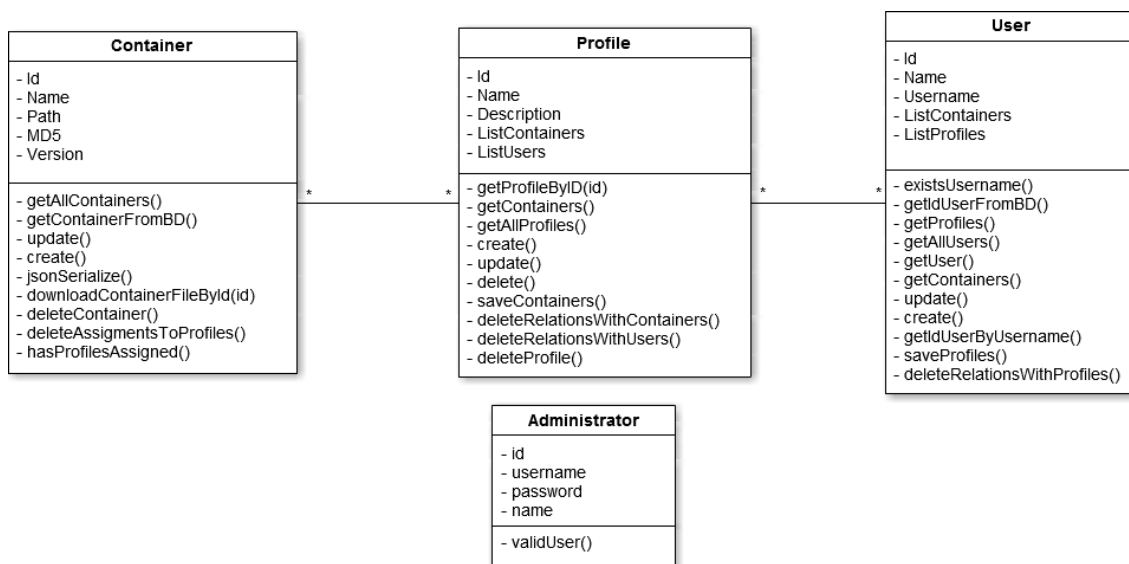 Container
- Id
- Name
- Path
- MD5
- Version
- getAllContainers()
- getContainerFromBD()
- update()
- create()
- jsonSerialize()
- downloadContainerFileById(id)
- deleteContainer()
- deleteAssigmentsToProfiles()
- hasProfilesAssigned()
* *
Profile
- Id
- Name
- Description
- ListContainers
- ListUsers
- getProfileByID(id)
- getContainers()
- getAllProfiles()
- create()
- update()
- delete()
- saveContainers()
- deleteRelationsWithContainers()
- deleteRelationsWithUsers()
- deleteProfile()
* *
User
- Id
- Name
- Username
- ListContainers
- ListProfiles
- existsUsername()
- getIdUserFromBD()
- getProfiles()
- getAllUsers()
- getUser()
- getContainers()
- update()
- create()
- getIdUserByUsername()
- saveProfiles()
- deleteRelationsWithProfiles()
Administrator
- id
- username
- password
- name
- validUser()